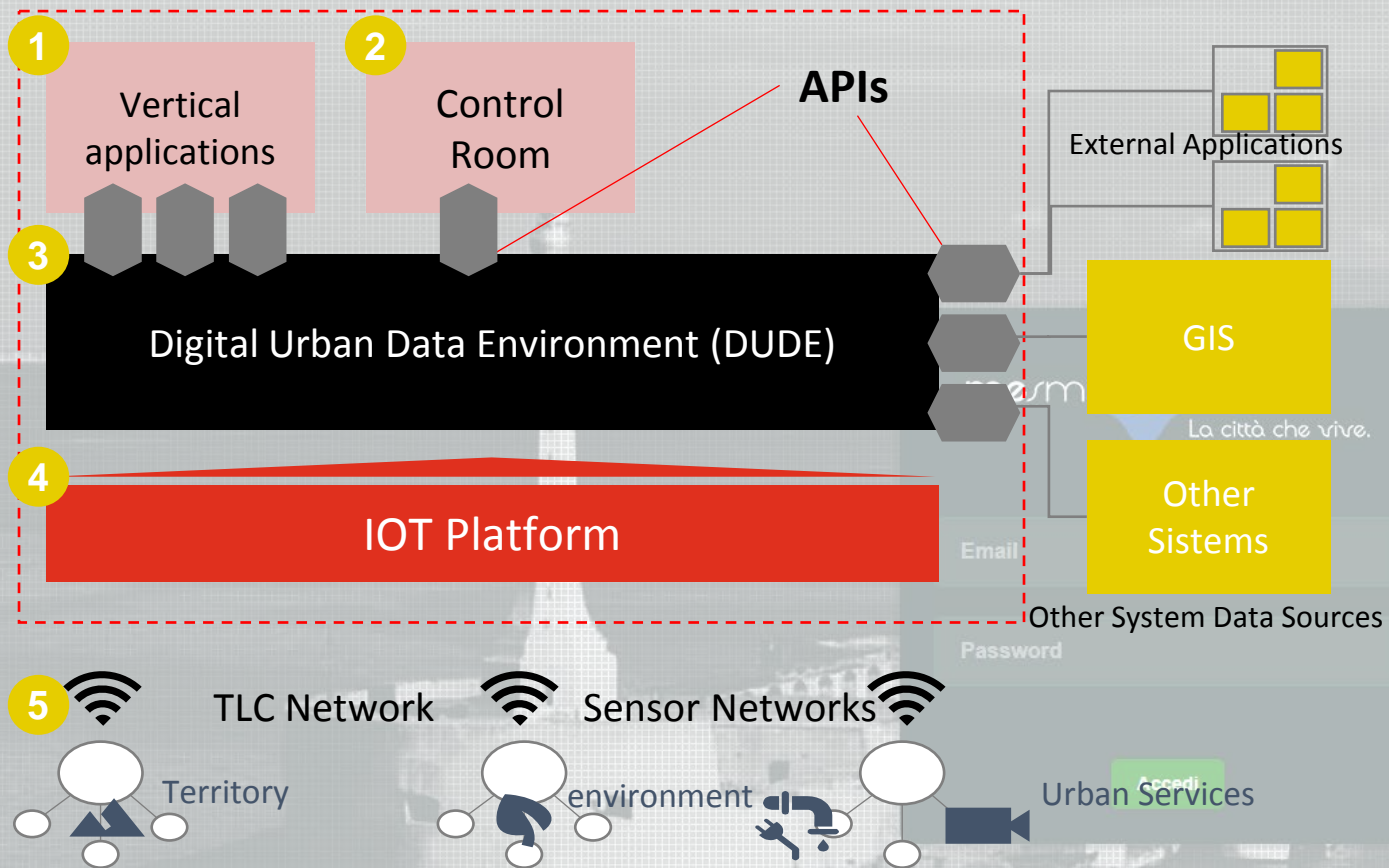 1
Vertical
applications
2
Control
Room
APIs
External Applications
3
Digital Urban Data Environment (DUDE)
GIS
La città che vive.
4
IOT Platform
Other
Sistems
Email
Other System Data Sources
Password
5
TLC Network
Sensor Networks
Territory
environment
Urban Services
Accedi